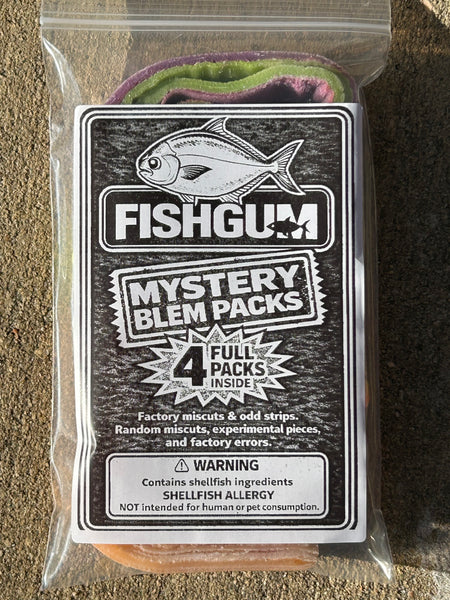 FISHGUM
MYSTERY
BLEM PACKS
4 FULL
PACKS
INSIDE
Factory miscuts & odd strips.
Random miscuts, experimental pieces,
and factory errors.
⚠ WARNING
Contains shellfish ingredients
SHELLFISH ALLERGY
NOT intended for human or pet consumption.